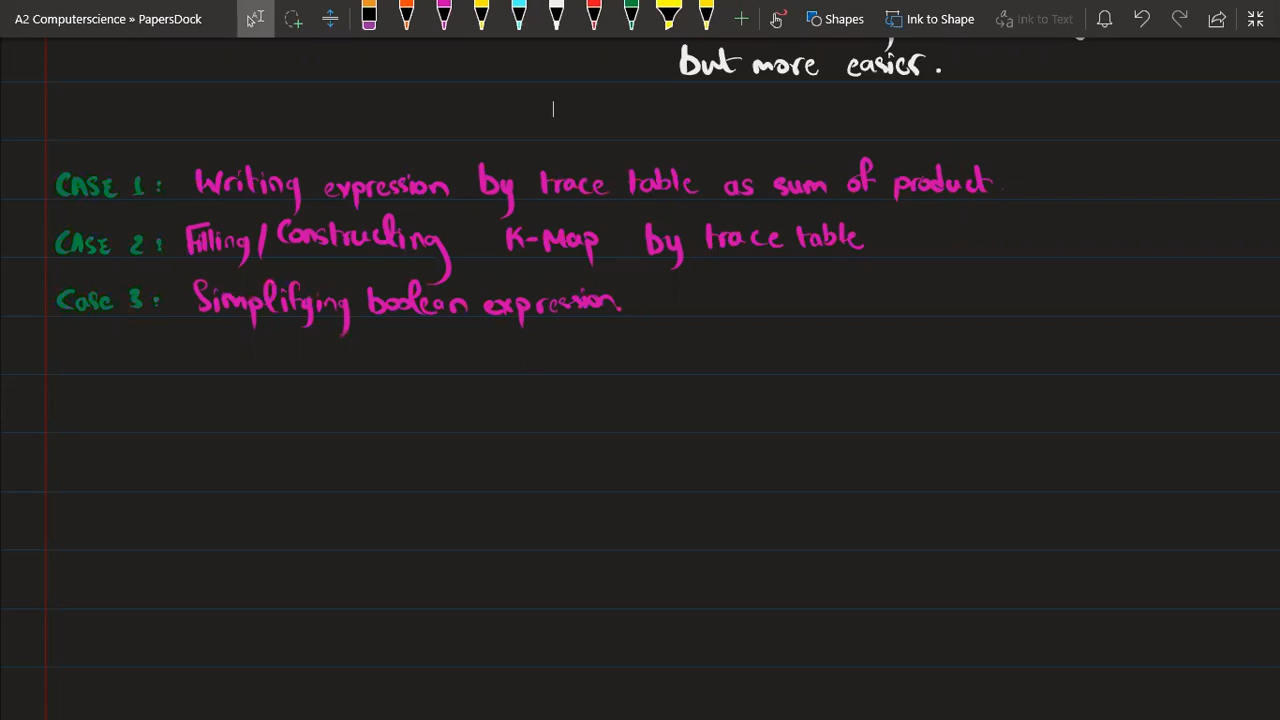 A2 Computerscience » PapersDock
Shapes
Ink to Shape
Ink to Text
but more easier.
CASE 1: Writing expression by trace table as sum of product
CASE 2: Filling/Constructing K-Map by trace table
Case 3: Simplifying boolean expression.